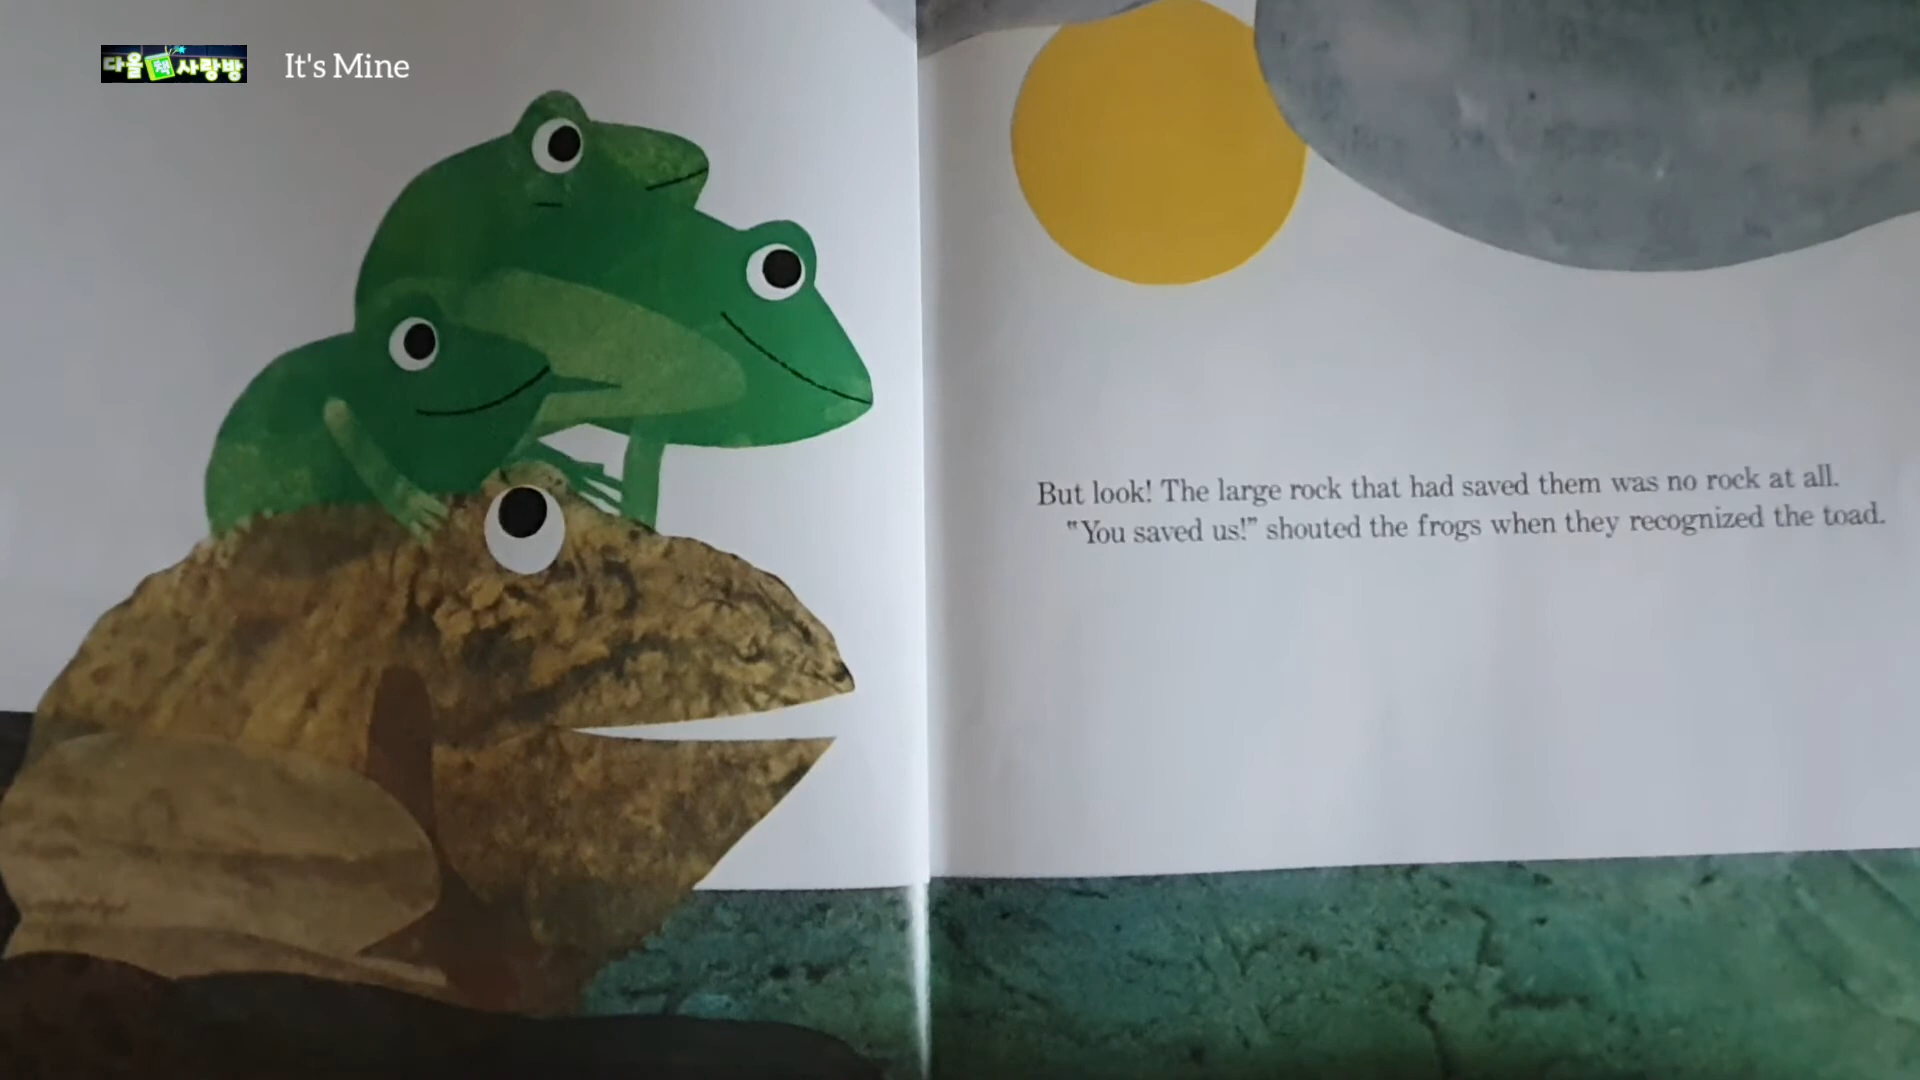 다올 책 사랑방
It's Mine
But look! The large rock that had saved them was no rock at all.
"You saved us!" shouted the frogs when they recognized the toad.